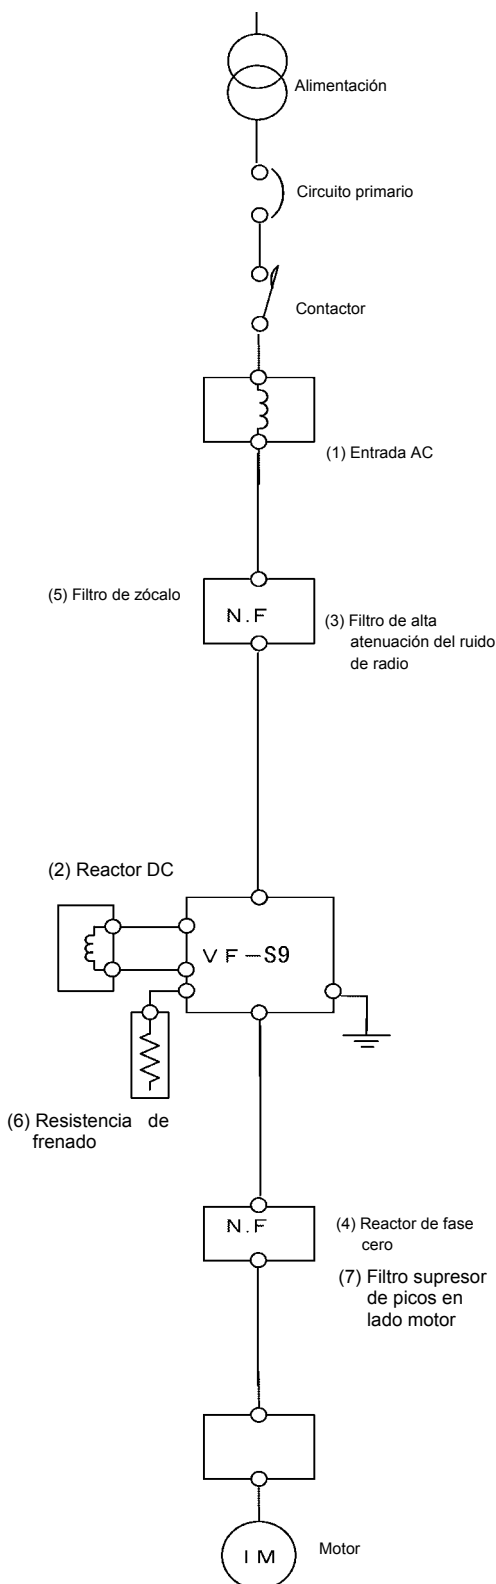 Alimentación
Circuito primario
Contactor
(1) Entrada AC
(5) Filtro de zócalo
N.F
(3) Filtro de alta
atenuación del ruido
de radio
(2) Reactor DC
VF-S9
(6) Resistencia de
frenado
N.F
(4) Reactor de fase
cero
(7) Filtro supresor
de picos en
lado motor
IM
Motor